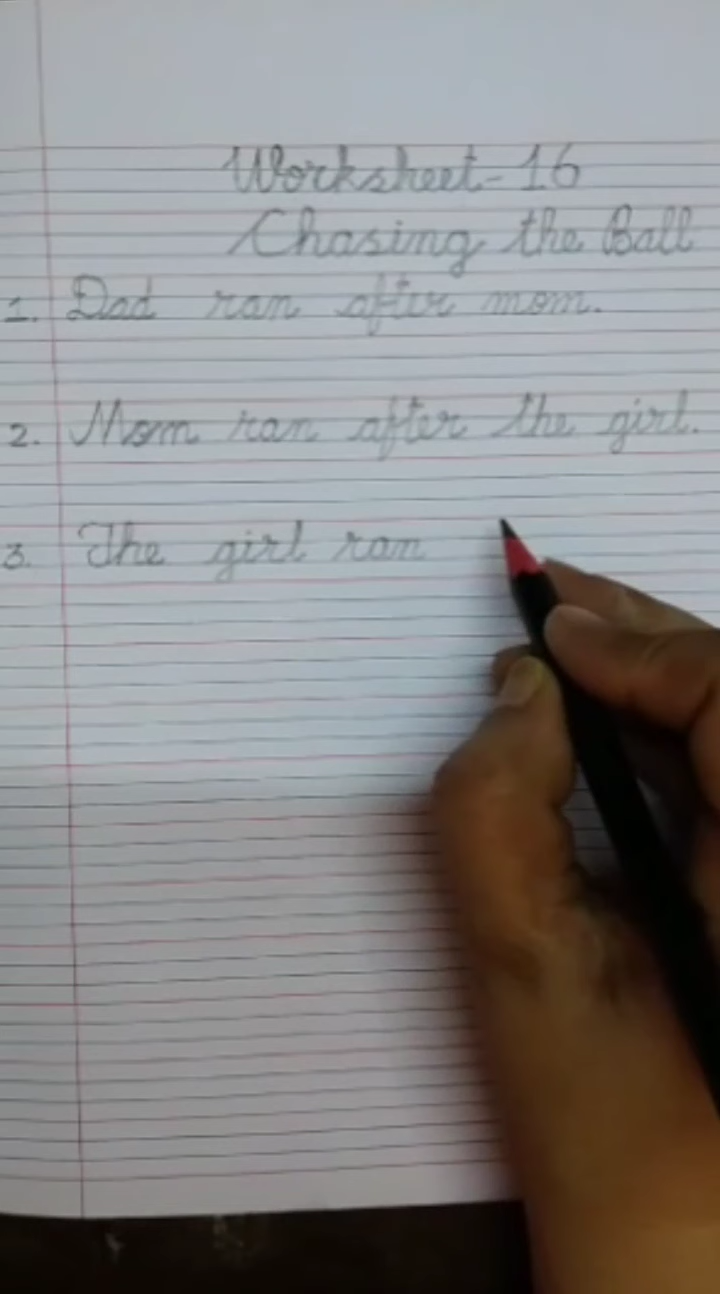 Worksheet-16
Chasing the Ball
1. Dad ran after mom.
2. Mom ran after the girl.
3. The girl ran